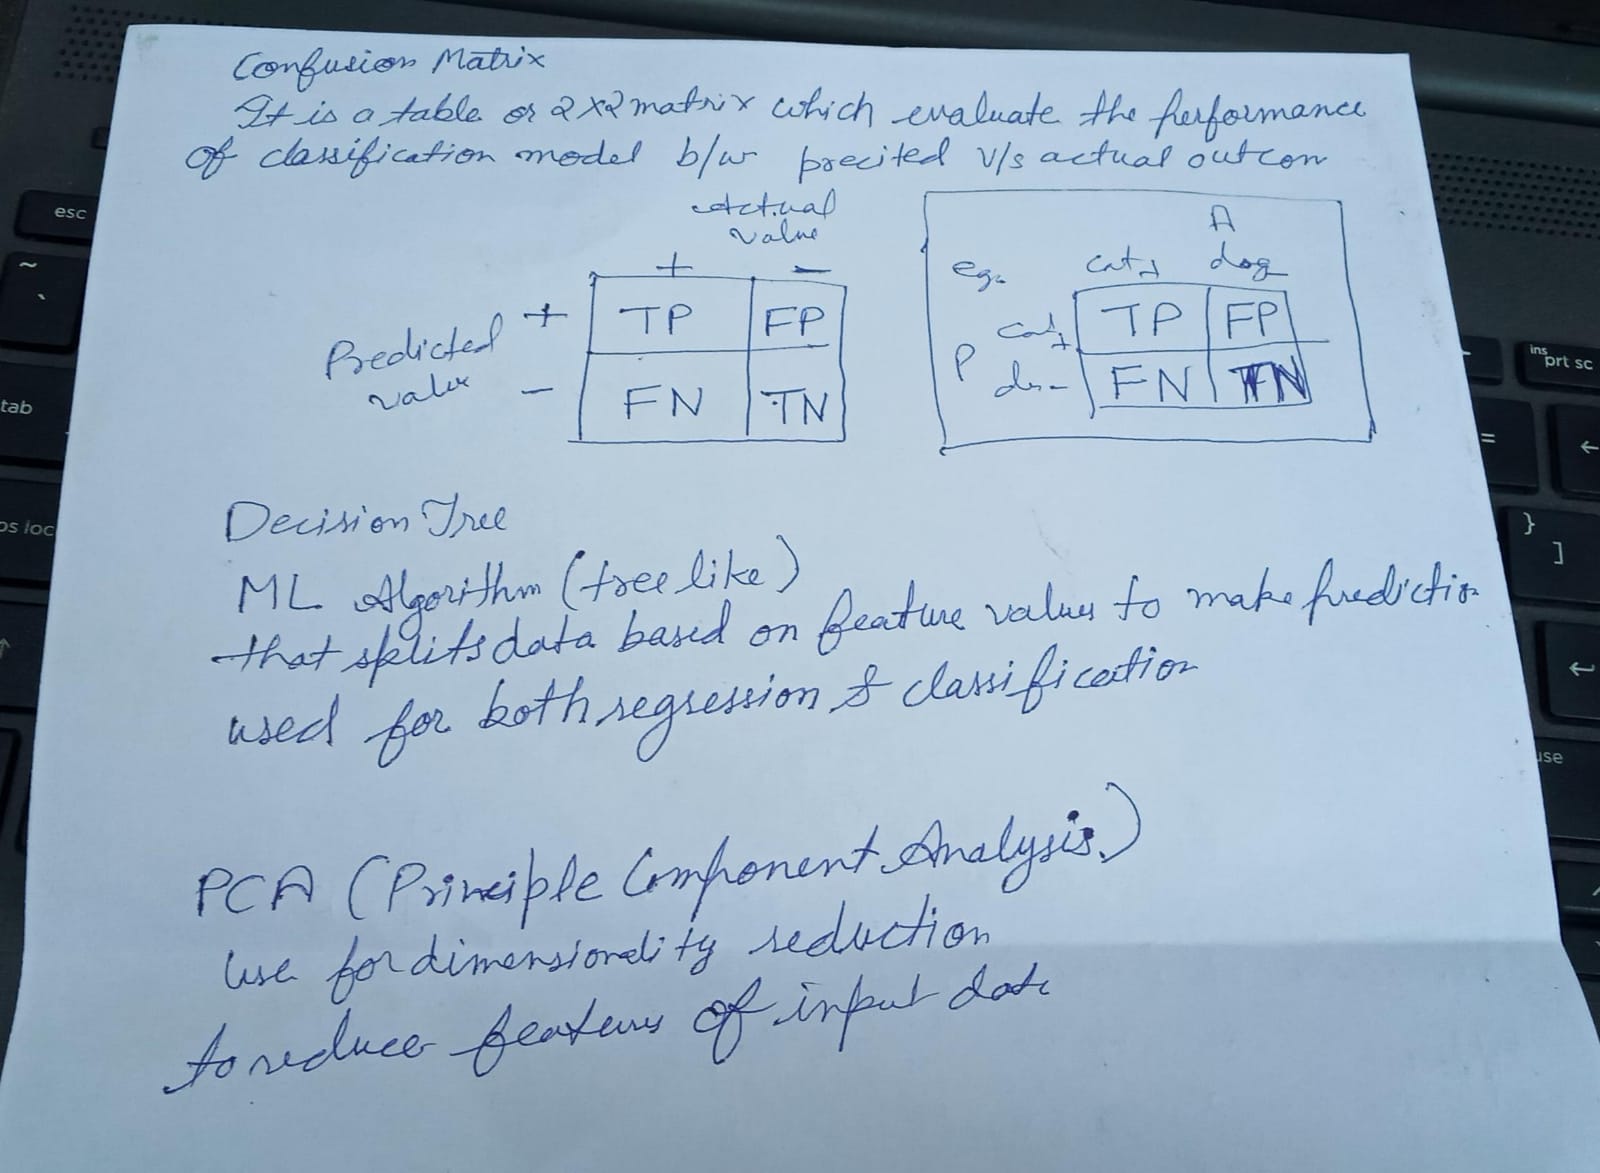 Confusion Matrix
It is a table or 2x2 matrix which evaluate the performance
of classification model b/w precited v/s actual outcom
Actual
value
+ -
Predicted
value
+ TP FP
- FN TN
A
eg. cat+ dog
P
cat+ TP FP
do- FN TN
Decision Tree
ML Algorithm (tree like)
that splits data based on feature values to make prediction
used for both regression & classification
PCA (Principle Component Analysis.)
use for dimensionality reduction
to reduce features of input data
esc
~
`
tab
ps loc
ins
prt sc
=
}
]
use